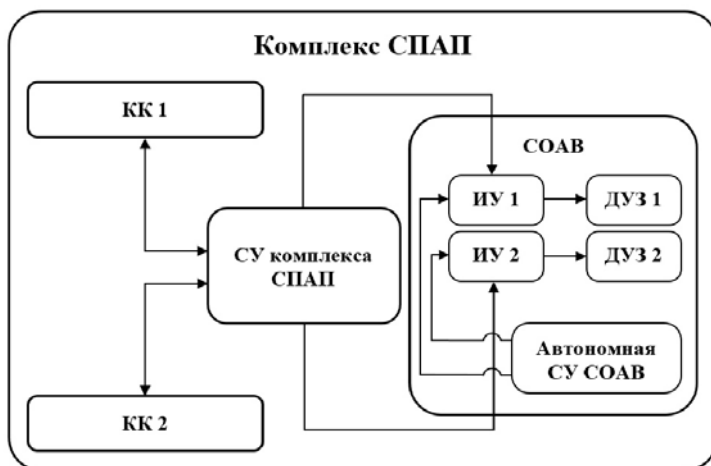 Комплекс СПАП
КК 1
СОАВ
ИУ 1
ДУЗ 1
СУ комплекса
СПАП
ИУ 2
ДУЗ 2
Автономная
СУ СОАВ
КК 2